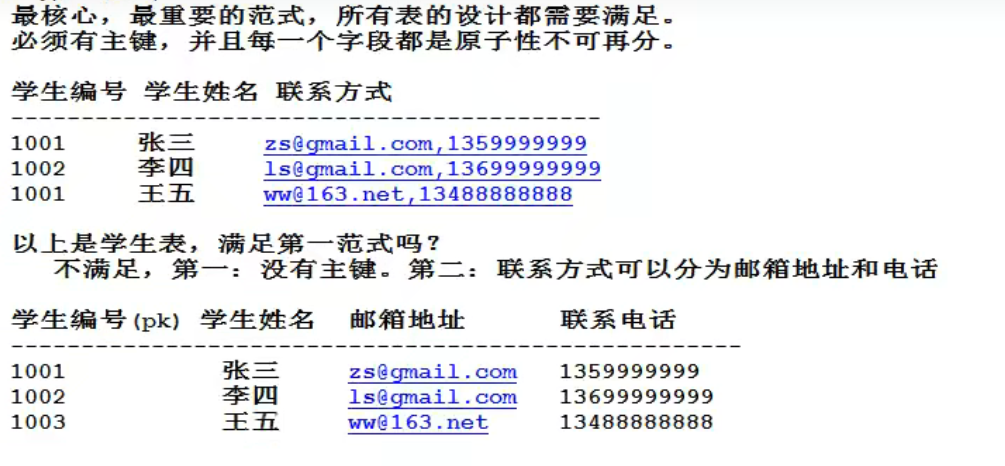 最核心，最重要的范式，所有表的设计都需要满足。
必须有主键，并且每一个字段都是原子性不可再分。
学生编号 学生姓名 联系方式
------------------------------------------
1001 张三 zs@gmail.com,1359999999
1002 李四 ls@gmail.com,13699999999
1001 王五 ww@163.net,13488888888
以上是学生表，满足第一范式吗？
不满足，第一：没有主键。第二：联系方式可以分为邮箱地址和电话
学生编号(pk) 学生姓名 邮箱地址 联系电话
----------------------------------------------------
1001 张三 zs@gmail.com 1359999999
1002 李四 ls@gmail.com 13699999999
1003 王五 ww@163.net 13488888888